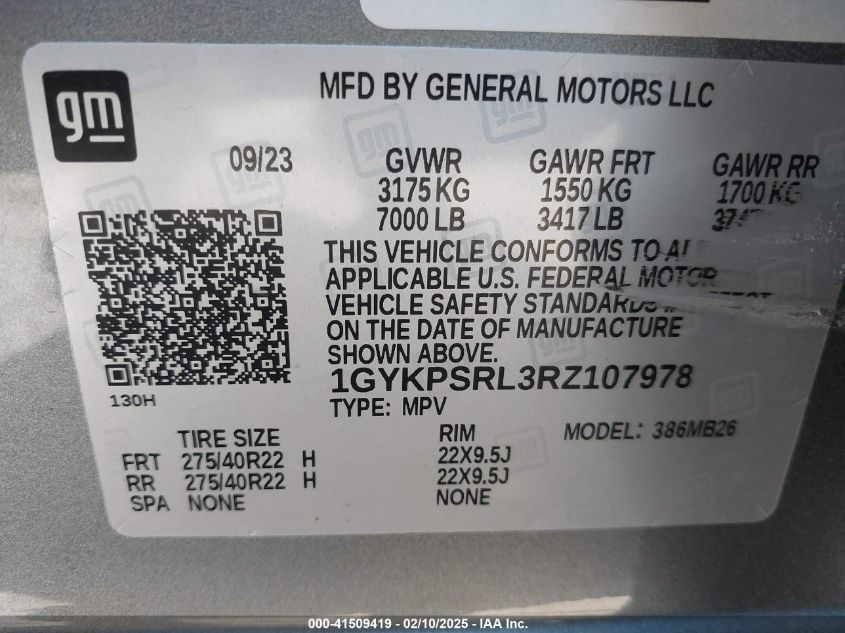 gm
MFD BY GENERAL MOTORS LLC
09/23 GVWR GAWR FRT GAWR RR
3175 KG 1550 KG 1700 KG
7000 LB 3417 LB
THIS VEHICLE CONFORMS TO
APPLICABLE U.S. FEDERAL MOTOR
VEHICLE SAFETY STANDARDS
ON THE DATE OF MANUFACTURE
SHOWN ABOVE.
1GYKPSRL3RZ107978
130H
TYPE: MPV
TIRE SIZE RIM MODEL: 386MB26
FRT 275/40R22 H 22X9.5J
RR 275/40R22 H 22X9.5J
SPA NONE NONE
000-41509419 - 02/10/2025 - IAA Inc.